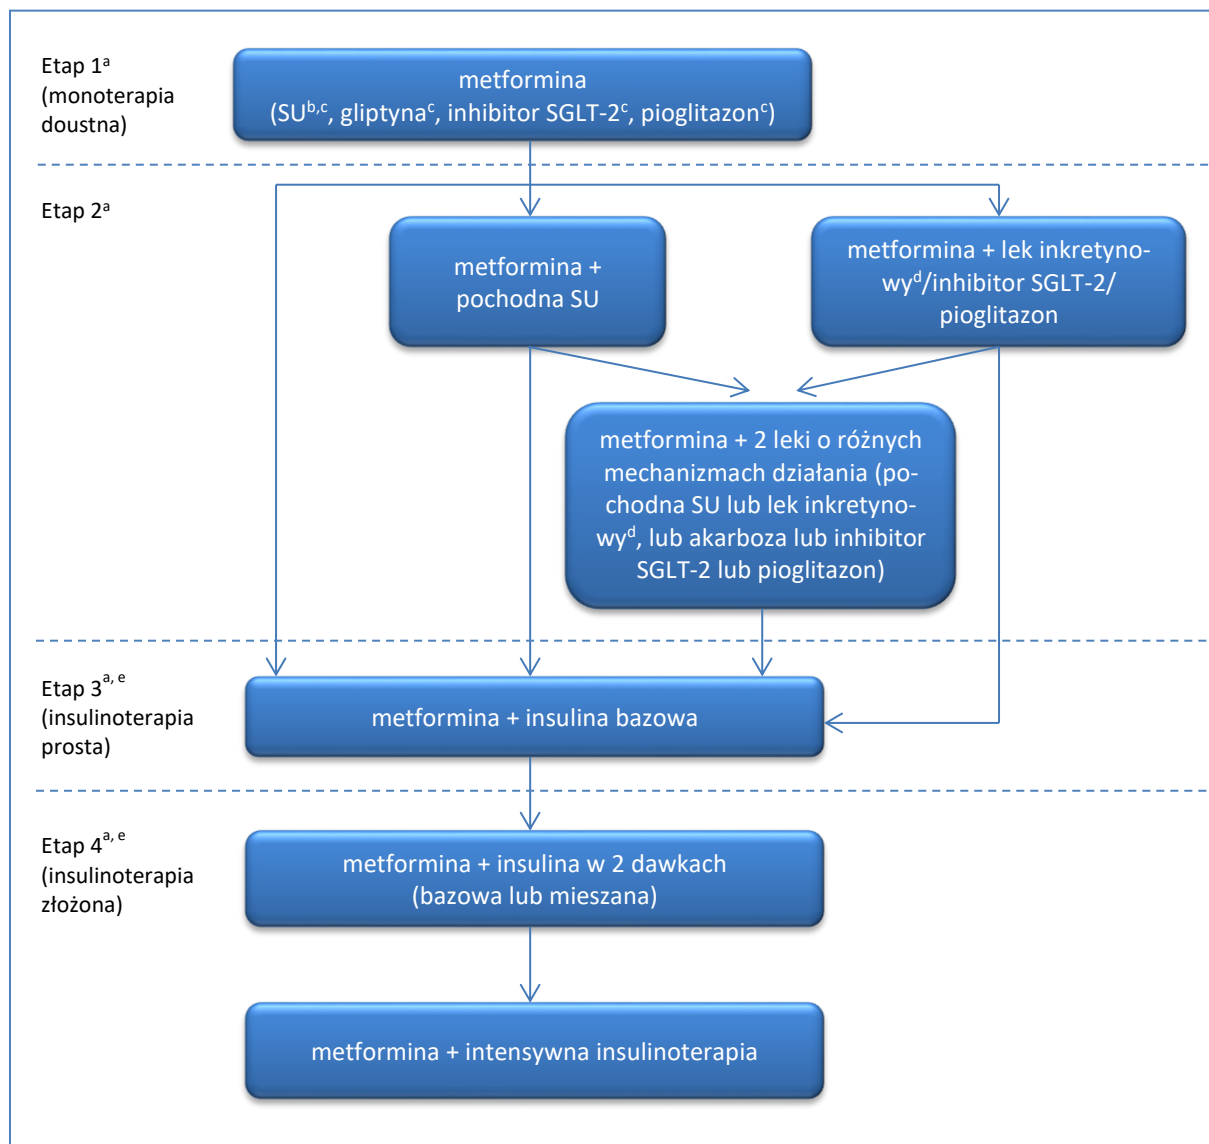 Etap 1ᵃ
(monoterapia
doustna)
metformina
(SUᵇ,ᶜ, gliptynaᶜ, inhibitor SGLT-2ᶜ, pioglitazonᶜ)
Etap 2ᵃ
metformina +
pochodna SU
metformina + lek inkretyno-
wyᵈ/inhibitor SGLT-2/
pioglitazon
metformina + 2 leki o różnych
mechanizmach działania (po-
chodna SU lub lek inkretyno-
wyᵈ, lub akarboza lub inhibitor
SGLT-2 lub pioglitazon)
Etap 3ᵃ, ᵉ
(insulinoterapia
prosta)
metformina + insulina bazowa
Etap 4ᵃ, ᵉ
(insulinoterapia
złożona)
metformina + insulina w 2 dawkach
(bazowa lub mieszana)
metformina + intensywna insulinoterapia